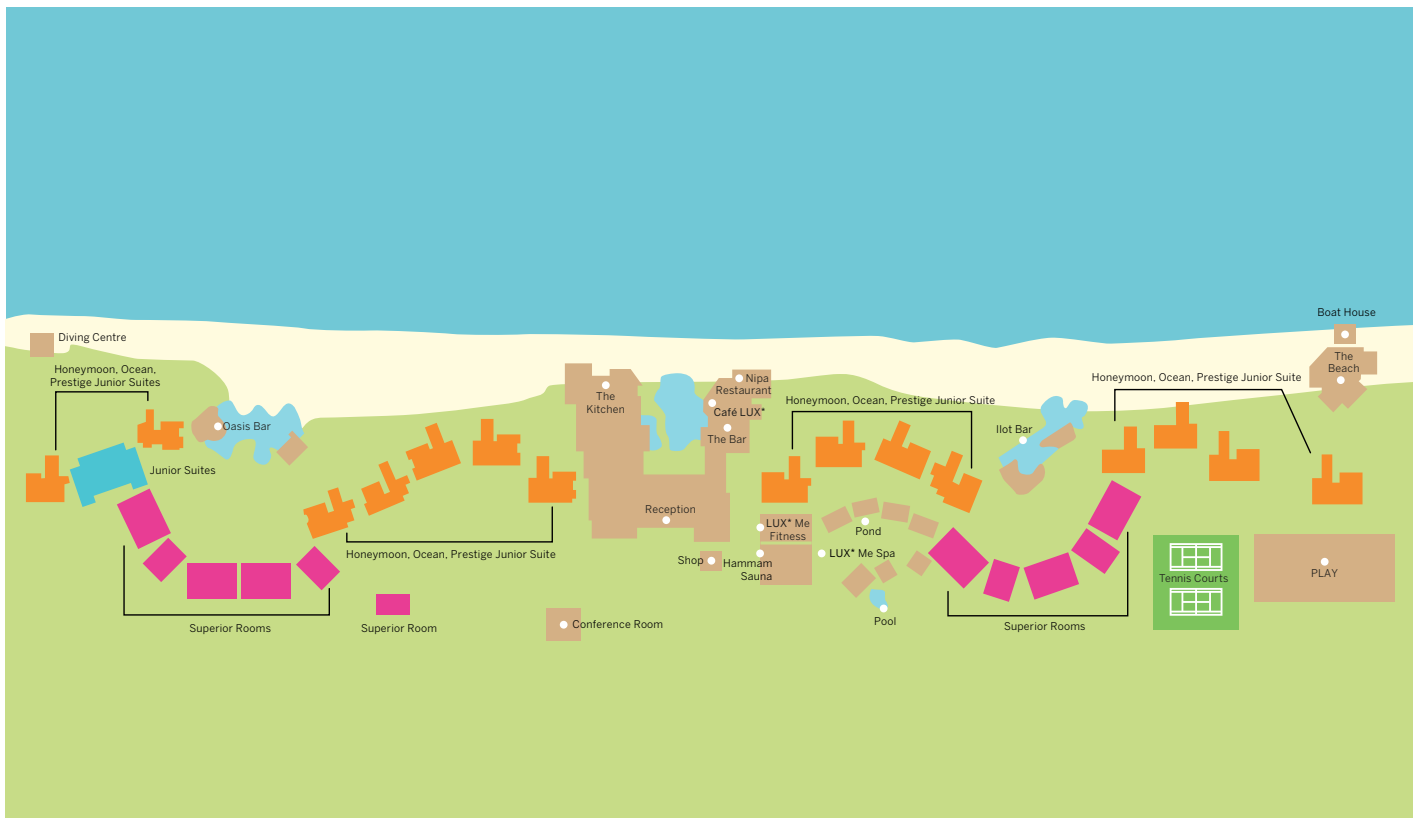 Boat House
Diving Centre
The
Beach
Honeymoon, Ocean,
Prestige Junior Suites
Honeymoon, Ocean, Prestige Junior Suite
Nipa
Restaurant
The
Kitchen
Honeymoon, Ocean, Prestige Junior Suite
Café LUX*
Oasis Bar
Ilot Bar
The Bar
Junior Suites
Reception
LUX* Me
Fitness
Pond
Honeymoon, Ocean, Prestige Junior Suite
Shop
Hammam
Sauna
LUX* Me Spa
Tennis Courts
PLAY
Superior Rooms
Superior Room
Conference Room
Pool
Superior Rooms